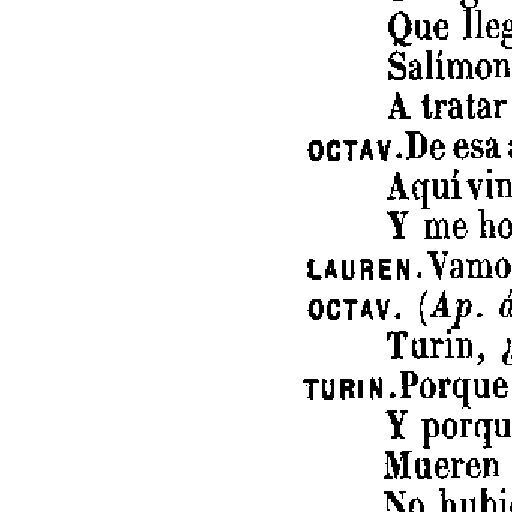 Que lleg
Salímon
A tratar
OCTAV. De esa
Aquí vin
Y me ho
LAUREN. Vamo
OCTAV. (Ap. á
Turin, ¿
TURIN. Porque
Y porqu
Mueren
No hubi